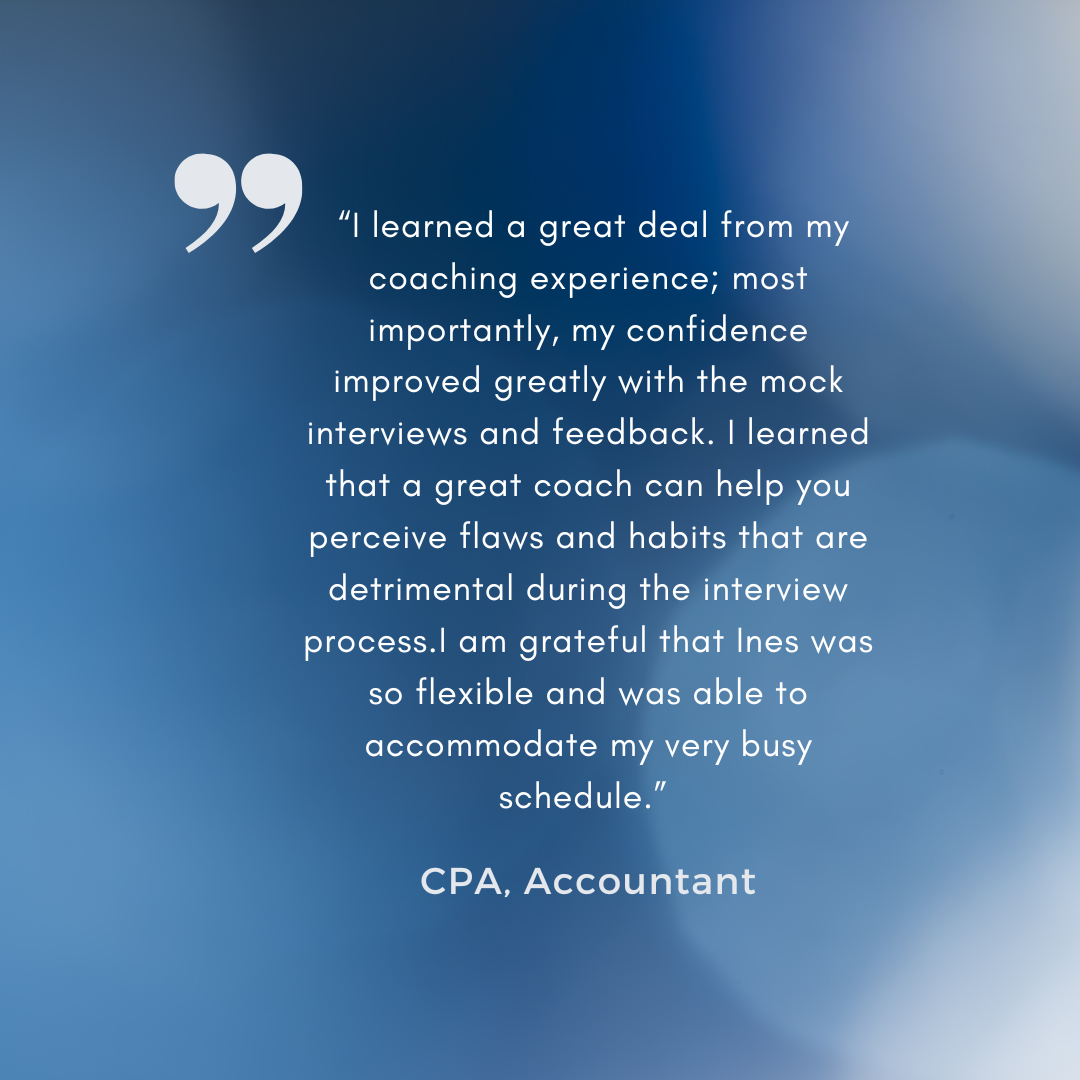 “I learned a great deal from my
coaching experience; most
importantly, my confidence
improved greatly with the mock
interviews and feedback. I learned
that a great coach can help you
perceive flaws and habits that are
detrimental during the interview
process.I am grateful that Ines was
so flexible and was able to
accommodate my very busy
schedule.”
CPA, Accountant